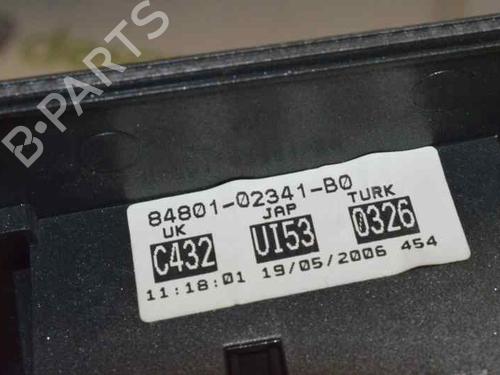 B-PARTS
84801-02341-B0
UK JAP TURK
C432 UI53 0326
11:18:01 19/05/2006 454